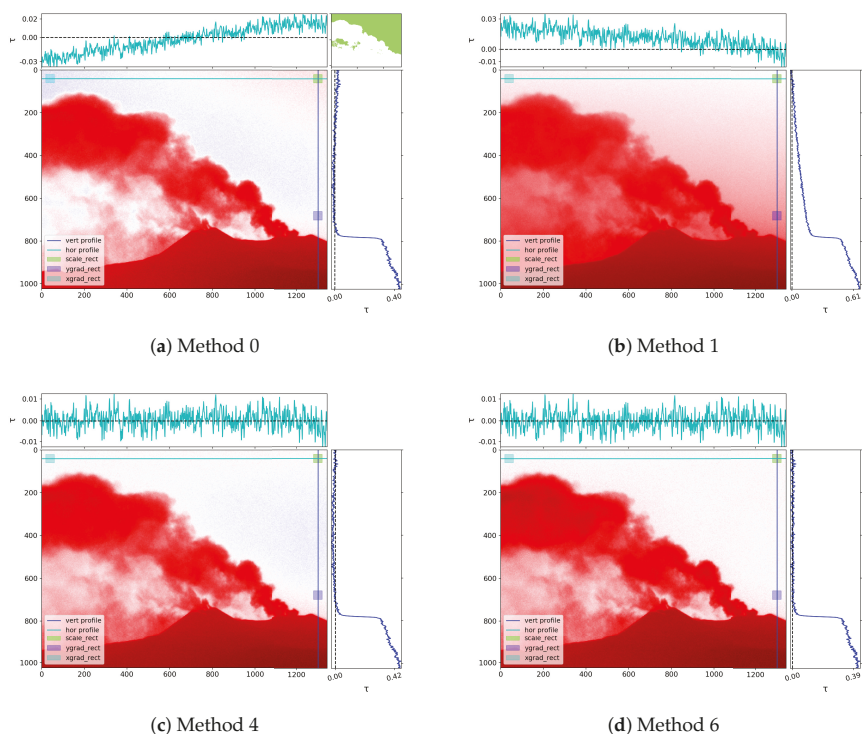 τ
0.02
0.00
-0.03
0
200
400
600
800
1000
vert profile
hor profile
scale_rect
ygrad_rect
xgrad_rect
0 200 400 600 800 1000 1200
0.00 0.40
τ
(a) Method 0
τ
0.03
0.00
-0.01
0
200
400
600
800
1000
vert profile
hor profile
scale_rect
ygrad_rect
xgrad_rect
0 200 400 600 800 1000 1200
0.00 0.61
τ
(b) Method 1
τ
0.01
0.00
-0.01
0
200
400
600
800
1000
vert profile
hor profile
scale_rect
ygrad_rect
xgrad_rect
0 200 400 600 800 1000 1200
0.00 0.42
τ
(c) Method 4
τ
0.01
0.00
-0.01
0
200
400
600
800
1000
vert profile
hor profile
scale_rect
ygrad_rect
xgrad_rect
0 200 400 600 800 1000 1200
0.00 0.39
τ
(d) Method 6